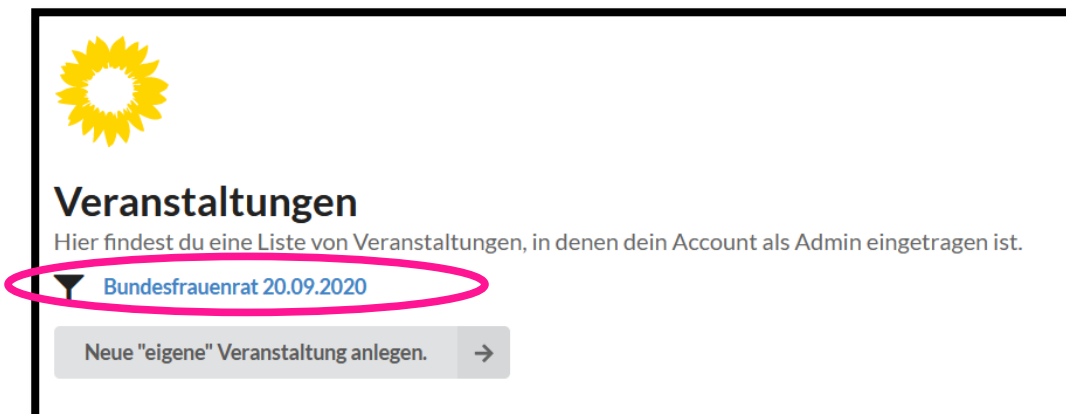 Veranstaltungen
Hier findest du eine Liste von Veranstaltungen, in denen dein Account als Admin eingetragen ist.
Bundesfrauenrat 20.09.2020
Neue "eigene" Veranstaltung anlegen.